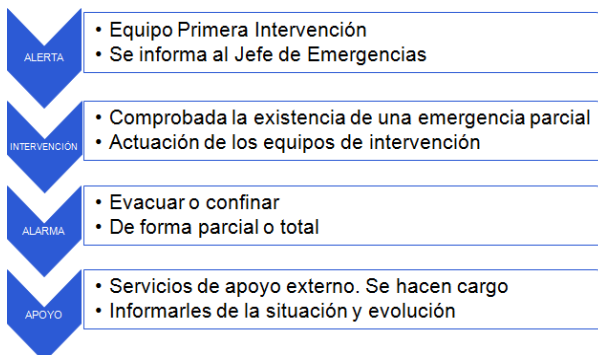 ALERTA
• Equipo Primera Intervención
• Se informa al Jefe de Emergencias
INTERVENCIÓN
• Comprobada la existencia de una emergencia parcial
• Actuación de los equipos de intervención
ALARMA
• Evacuar o confinar
• De forma parcial o total
APOYO
• Servicios de apoyo externo. Se hacen cargo
• Informarles de la situación y evolución